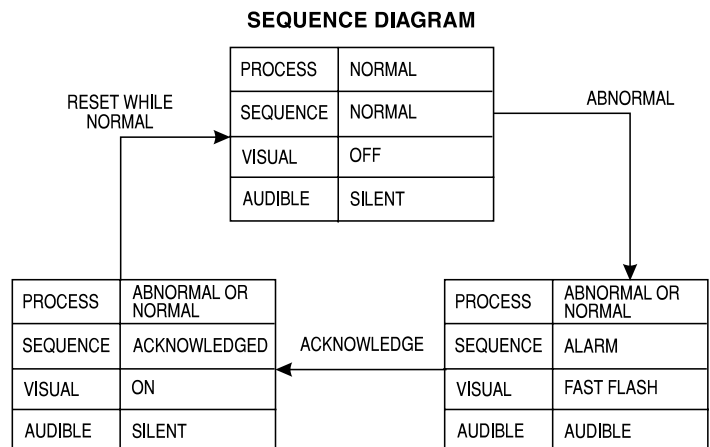 SEQUENCE DIAGRAM
PROCESS NORMAL
SEQUENCE NORMAL
VISUAL OFF
AUDIBLE SILENT
RESET WHILE
NORMAL
ABNORMAL
PROCESS ABNORMAL OR
NORMAL
SEQUENCE ACKNOWLEDGED
VISUAL ON
AUDIBLE SILENT
ACKNOWLEDGE
PROCESS ABNORMAL OR
NORMAL
SEQUENCE ALARM
VISUAL FAST FLASH
AUDIBLE AUDIBLE